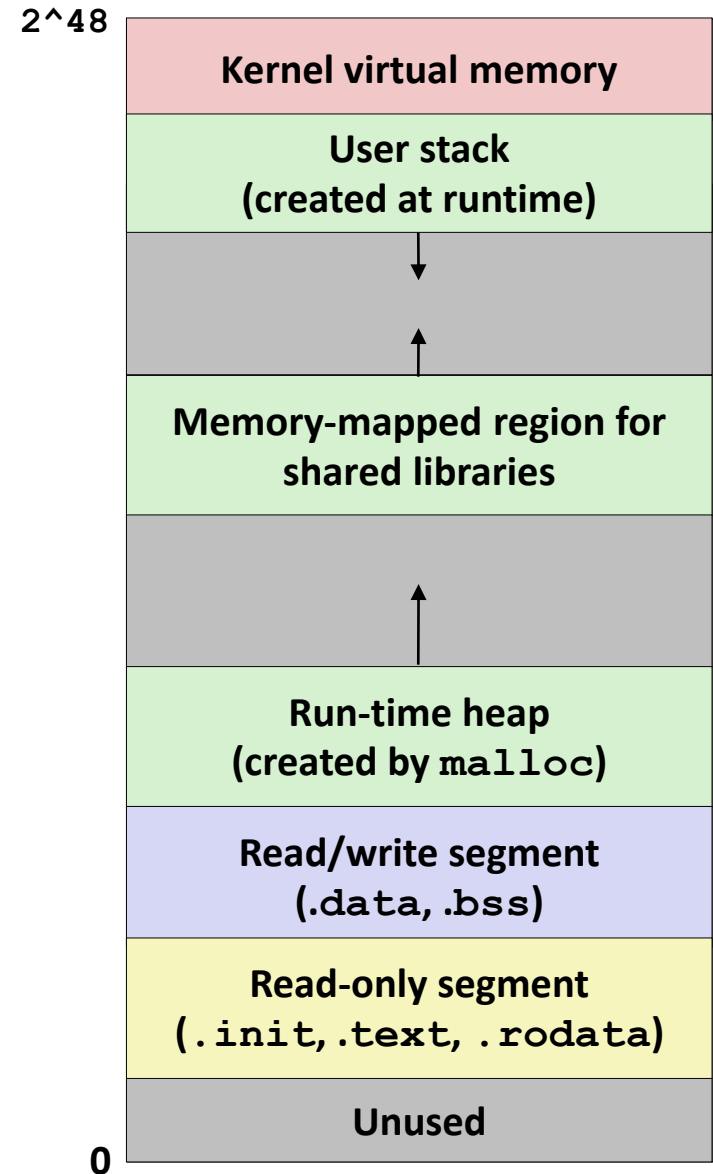 2^48
Kernel virtual memory
User stack
(created at runtime)
Memory-mapped region for
shared libraries
Run-time heap
(created by malloc)
Read/write segment
(.data, .bss)
Read-only segment
(.init, .text, .rodata)
Unused
0